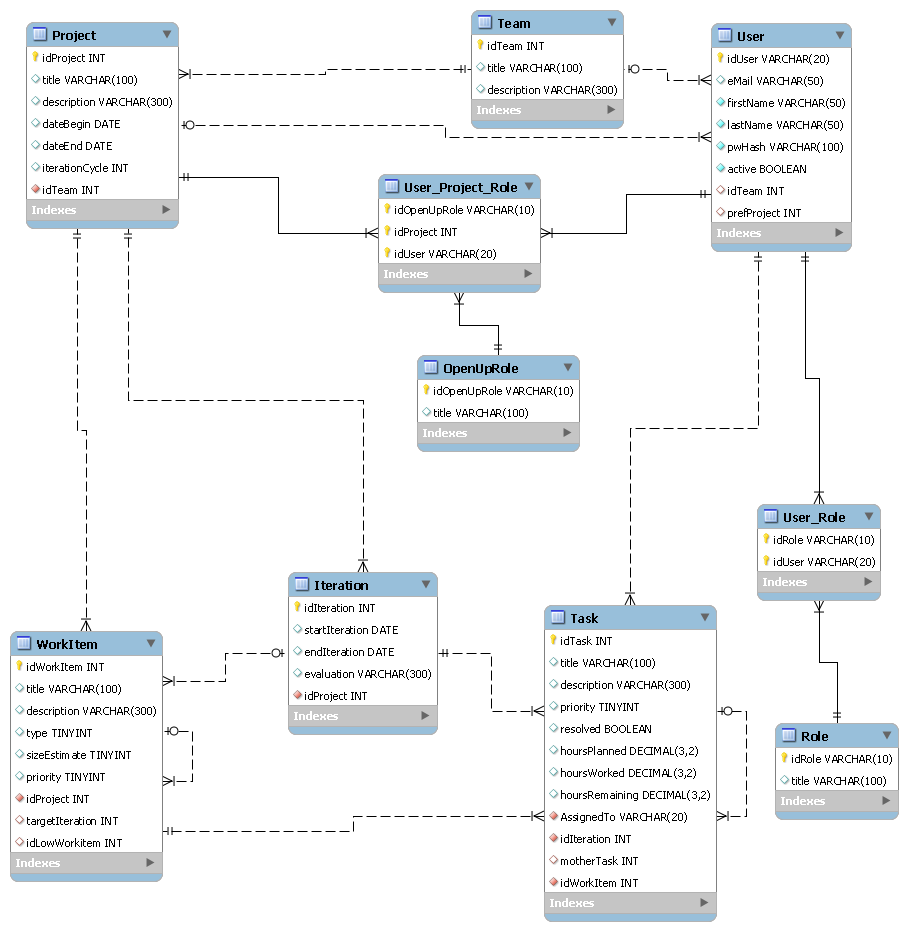 Project
idProject INT
title VARCHAR(100)
description VARCHAR(300)
dateBegin DATE
dateEnd DATE
iterationCycle INT
idTeam INT
Indexes
Team
idTeam INT
title VARCHAR(100)
description VARCHAR(300)
Indexes
User
idUser VARCHAR(20)
eMail VARCHAR(50)
firstName VARCHAR(50)
lastName VARCHAR(50)
pwHash VARCHAR(100)
active BOOLEAN
idTeam INT
prefProject INT
Indexes
User_Project_Role
idOpenUpRole VARCHAR(10)
idProject INT
idUser VARCHAR(20)
Indexes
OpenUpRole
idOpenUpRole VARCHAR(10)
title VARCHAR(100)
Indexes
User_Role
idRole VARCHAR(10)
idUser VARCHAR(20)
Indexes
Iteration
idIteration INT
startIteration DATE
endIteration DATE
evaluation VARCHAR(300)
idProject INT
Indexes
WorkItem
idWorkItem INT
title VARCHAR(100)
description VARCHAR(300)
type TINYINT
sizeEstimate TINYINT
priority TINYINT
idProject INT
targetIteration INT
idLowWorkitem INT
Indexes
Task
idTask INT
title VARCHAR(100)
description VARCHAR(300)
priority TINYINT
resolved BOOLEAN
hoursPlanned DECIMAL(3,2)
hoursWorked DECIMAL(3,2)
hoursRemaining DECIMAL(3,2)
AssignedTo VARCHAR(20)
idIteration INT
motherTask INT
idWorkItem INT
Indexes
Role
idRole VARCHAR(10)
title VARCHAR(100)
Indexes